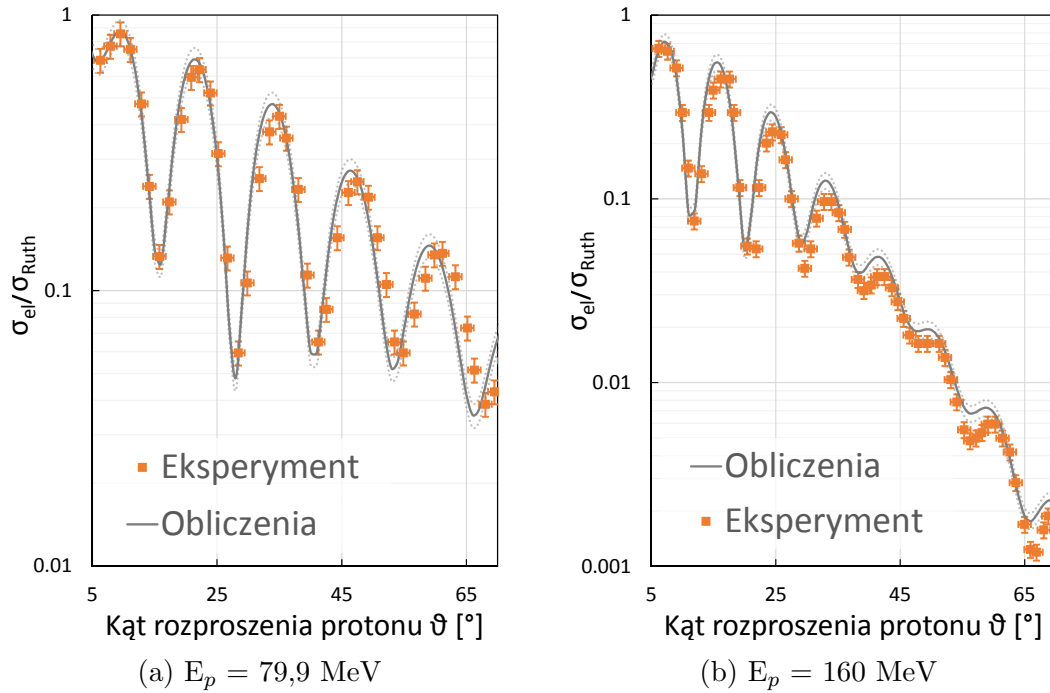 1
0.1
0.01
σel/σRuth
Eksperyment
Obliczenia
5 25 45 65
Kąt rozproszenia protonu ϑ [°]
(a) Ep = 79,9 MeV
1
0.1
0.01
0.001
σel/σRuth
Obliczenia
Eksperyment
5 25 45 65
Kąt rozproszenia protonu ϑ [°]
(b) Ep = 160 MeV